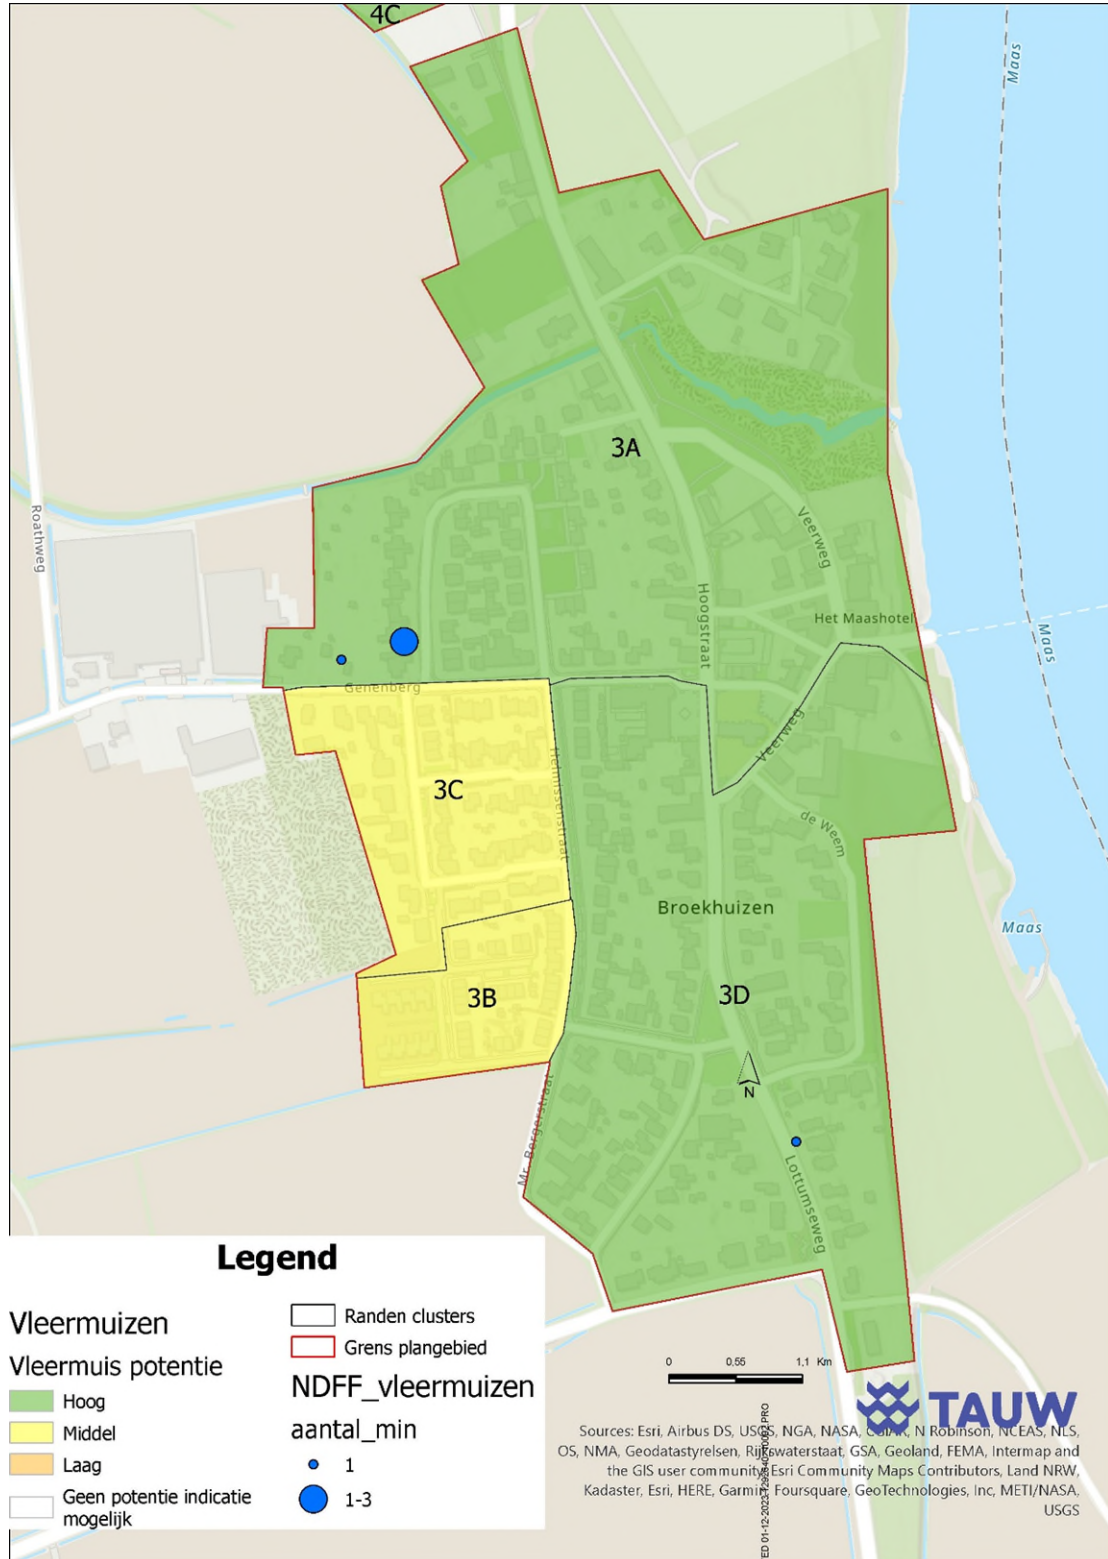 4C
Maas
Roathweg
3A
Veerweg
Hoogstraat
Het Maashotel
Maas
Genenberg
Veerweg
3C
Helmissenstraat
de Weem
Broekhuizen
Maas
3B
3D
N
Mr. Bergerstraat
Lottumseweg
Legend
Vleermuizen
Vleermuis potentie
Hoog
Middel
Laag
Geen potentie indicatie
mogelijk
Randen clusters
Grens plangebied
NDFF_vleermuizen
aantal_min
1
1-3
0 0,55 1,1 Km
TAUW
Sources: Esri, Airbus DS, USGS, NGA, NASA, CGIAR, N Robinson, NCEAS, NLS,
OS, NMA, Geodatastyrelsen, Rijkswaterstaat, GSA, Geoland, FEMA, Intermap and
the GIS user community, Esri Community Maps Contributors, Land NRW,
Kadaster, Esri, HERE, Garmin, Foursquare, GeoTechnologies, Inc, METI/NASA,
USGS